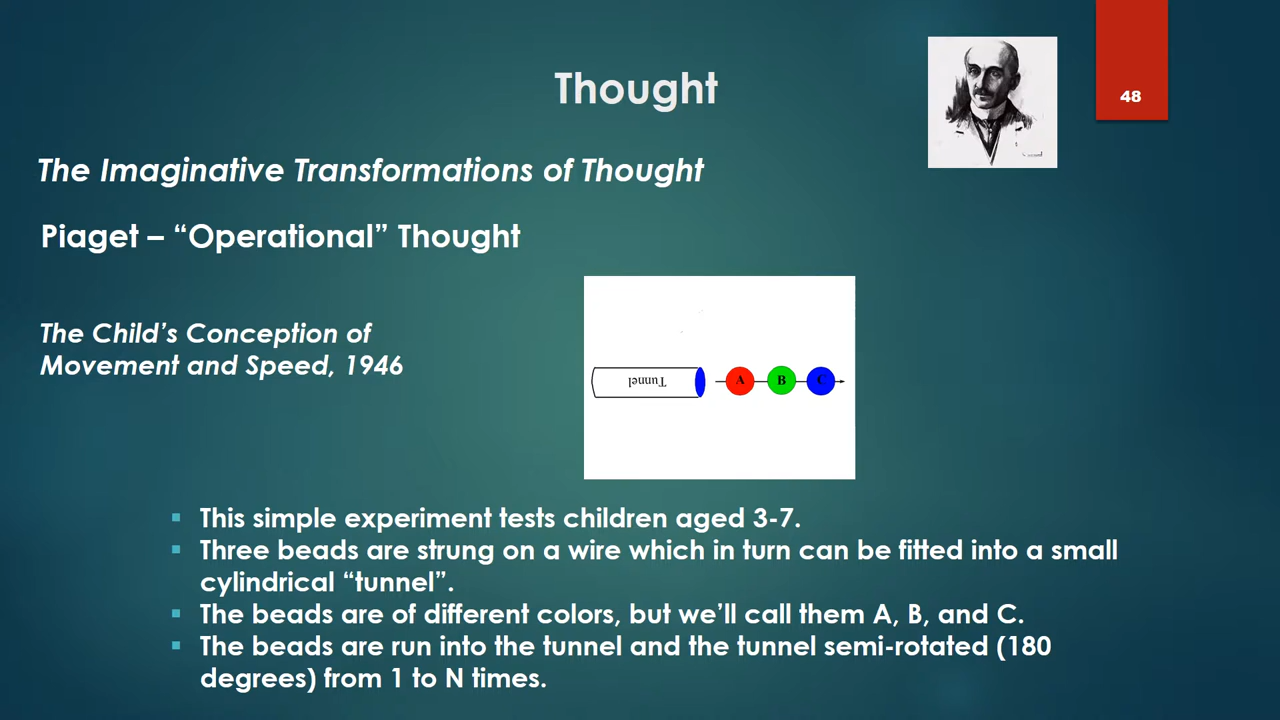 Thought
48
The Imaginative Transformations of Thought
Piaget – “Operational” Thought
The Child’s Conception of
Movement and Speed, 1946
Tunnel
A B C
▪ This simple experiment tests children aged 3-7.
▪ Three beads are strung on a wire which in turn can be fitted into a small
cylindrical “tunnel”.
▪ The beads are of different colors, but we’ll call them A, B, and C.
▪ The beads are run into the tunnel and the tunnel semi-rotated (180
degrees) from 1 to N times.